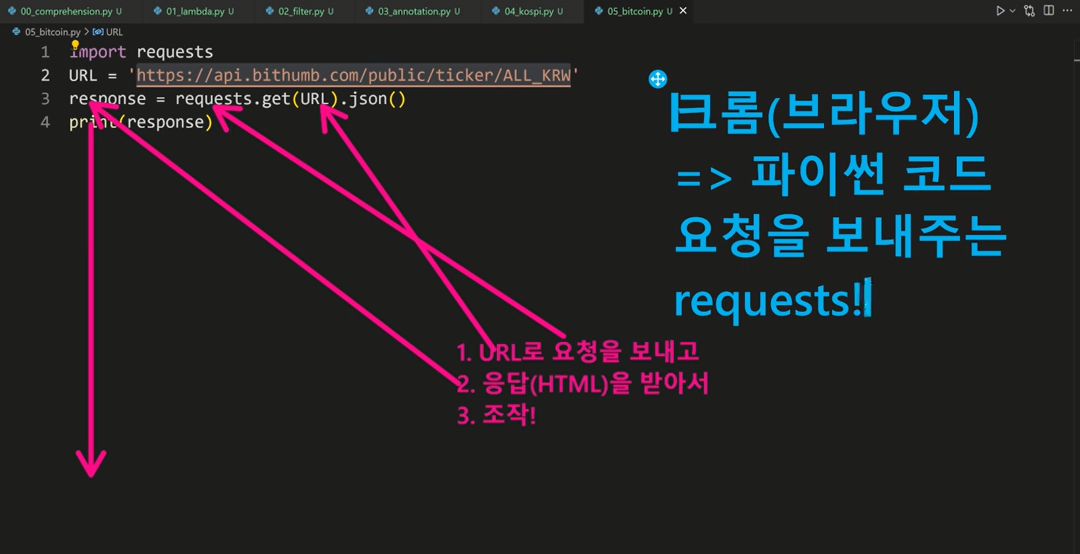 00_comprehension.py U
01_lambda.py U
02_filter.py U
03_annotation.py U
04_kospi.py U
05_bitcoin.py U
05_bitcoin.py > URL
1 import requests
2 URL = 'https://api.bithumb.com/public/ticker/ALL_KRW'
3 response = requests.get(URL).json()
4 print(response)
크롬(브라우저)
=> 파이썬 코드
요청을 보내주는
requests!
1. URL로 요청을 보내고
2. 응답(HTML)을 받아서
3. 조작!